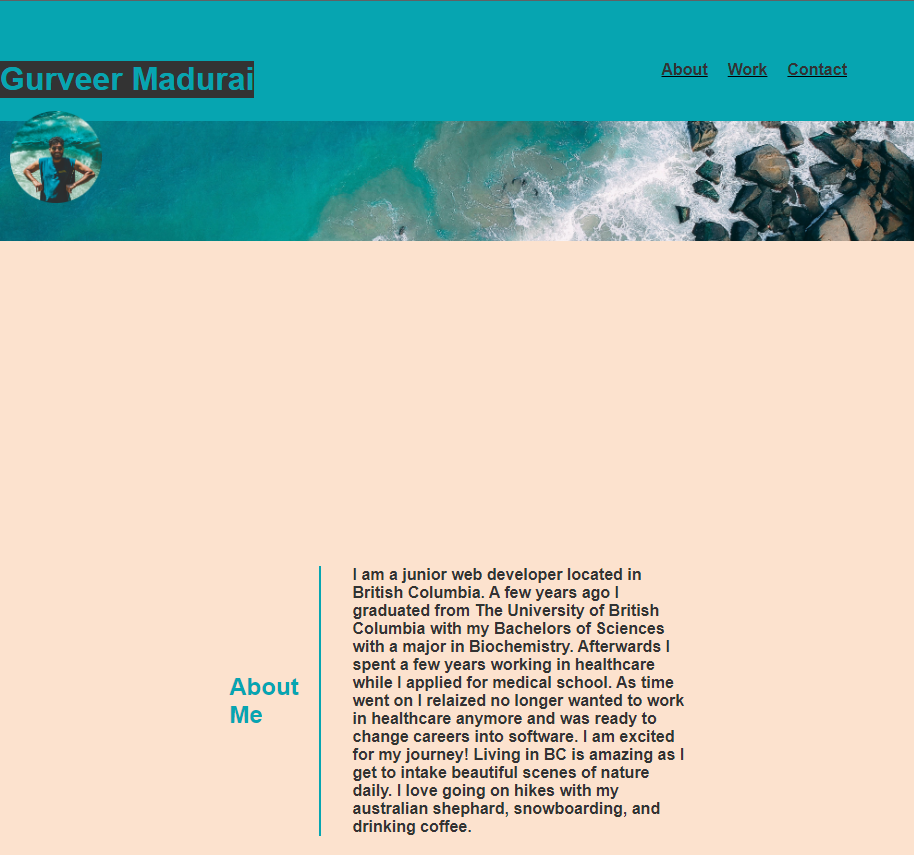 Gurveer Madurai
About Work Contact
About
Me
I am a junior web developer located in
British Columbia. A few years ago I
graduated from The University of British
Columbia with my Bachelors of Sciences
with a major in Biochemistry. Afterwards I
spent a few years working in healthcare
while I applied for medical school. As time
went on I relaized no longer wanted to work
in healthcare anymore and was ready to
change careers into software. I am excited
for my journey! Living in BC is amazing as I
get to intake beautiful scenes of nature
daily. I love going on hikes with my
australian shephard, snowboarding, and
drinking coffee.